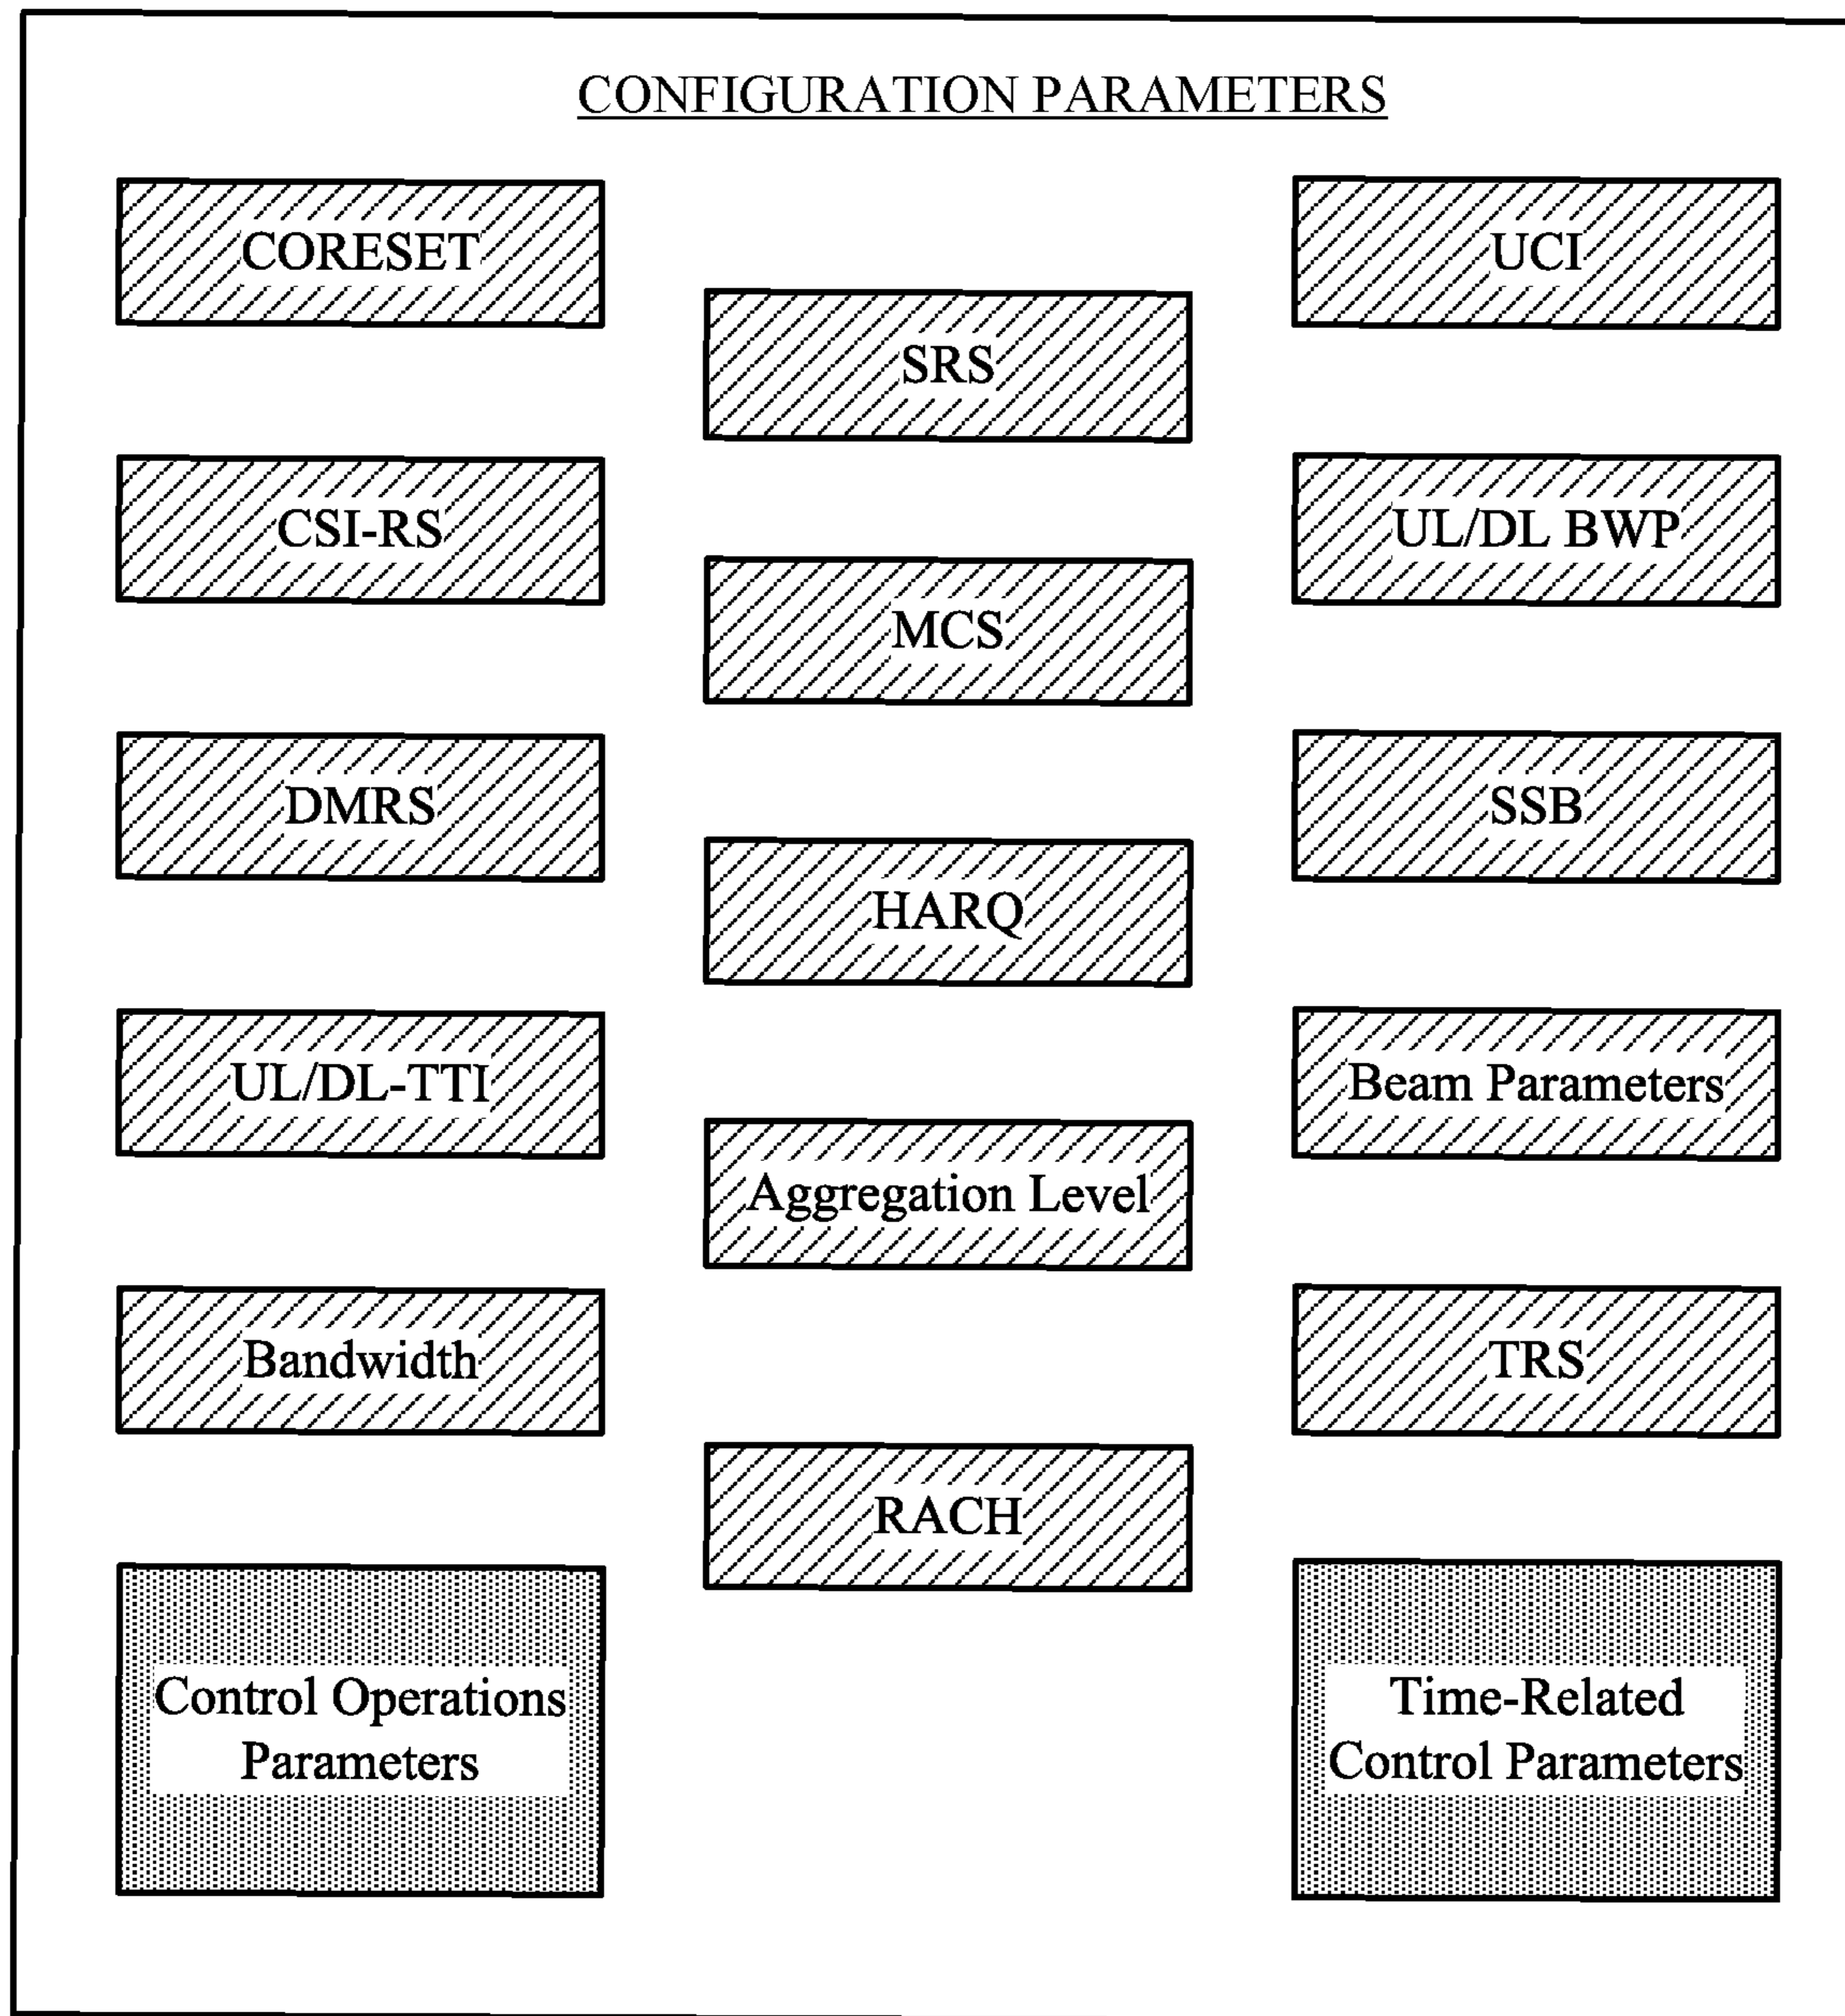 CONFIGURATION PARAMETERS
CORESET
UCI
SRS
CSI-RS
UL/DL BWP
MCS
DMRS
SSB
HARQ
UL/DL-TTI
Beam Parameters
Aggregation Level
Bandwidth
TRS
RACH
Control Operations
Parameters
Time-Related
Control Parameters